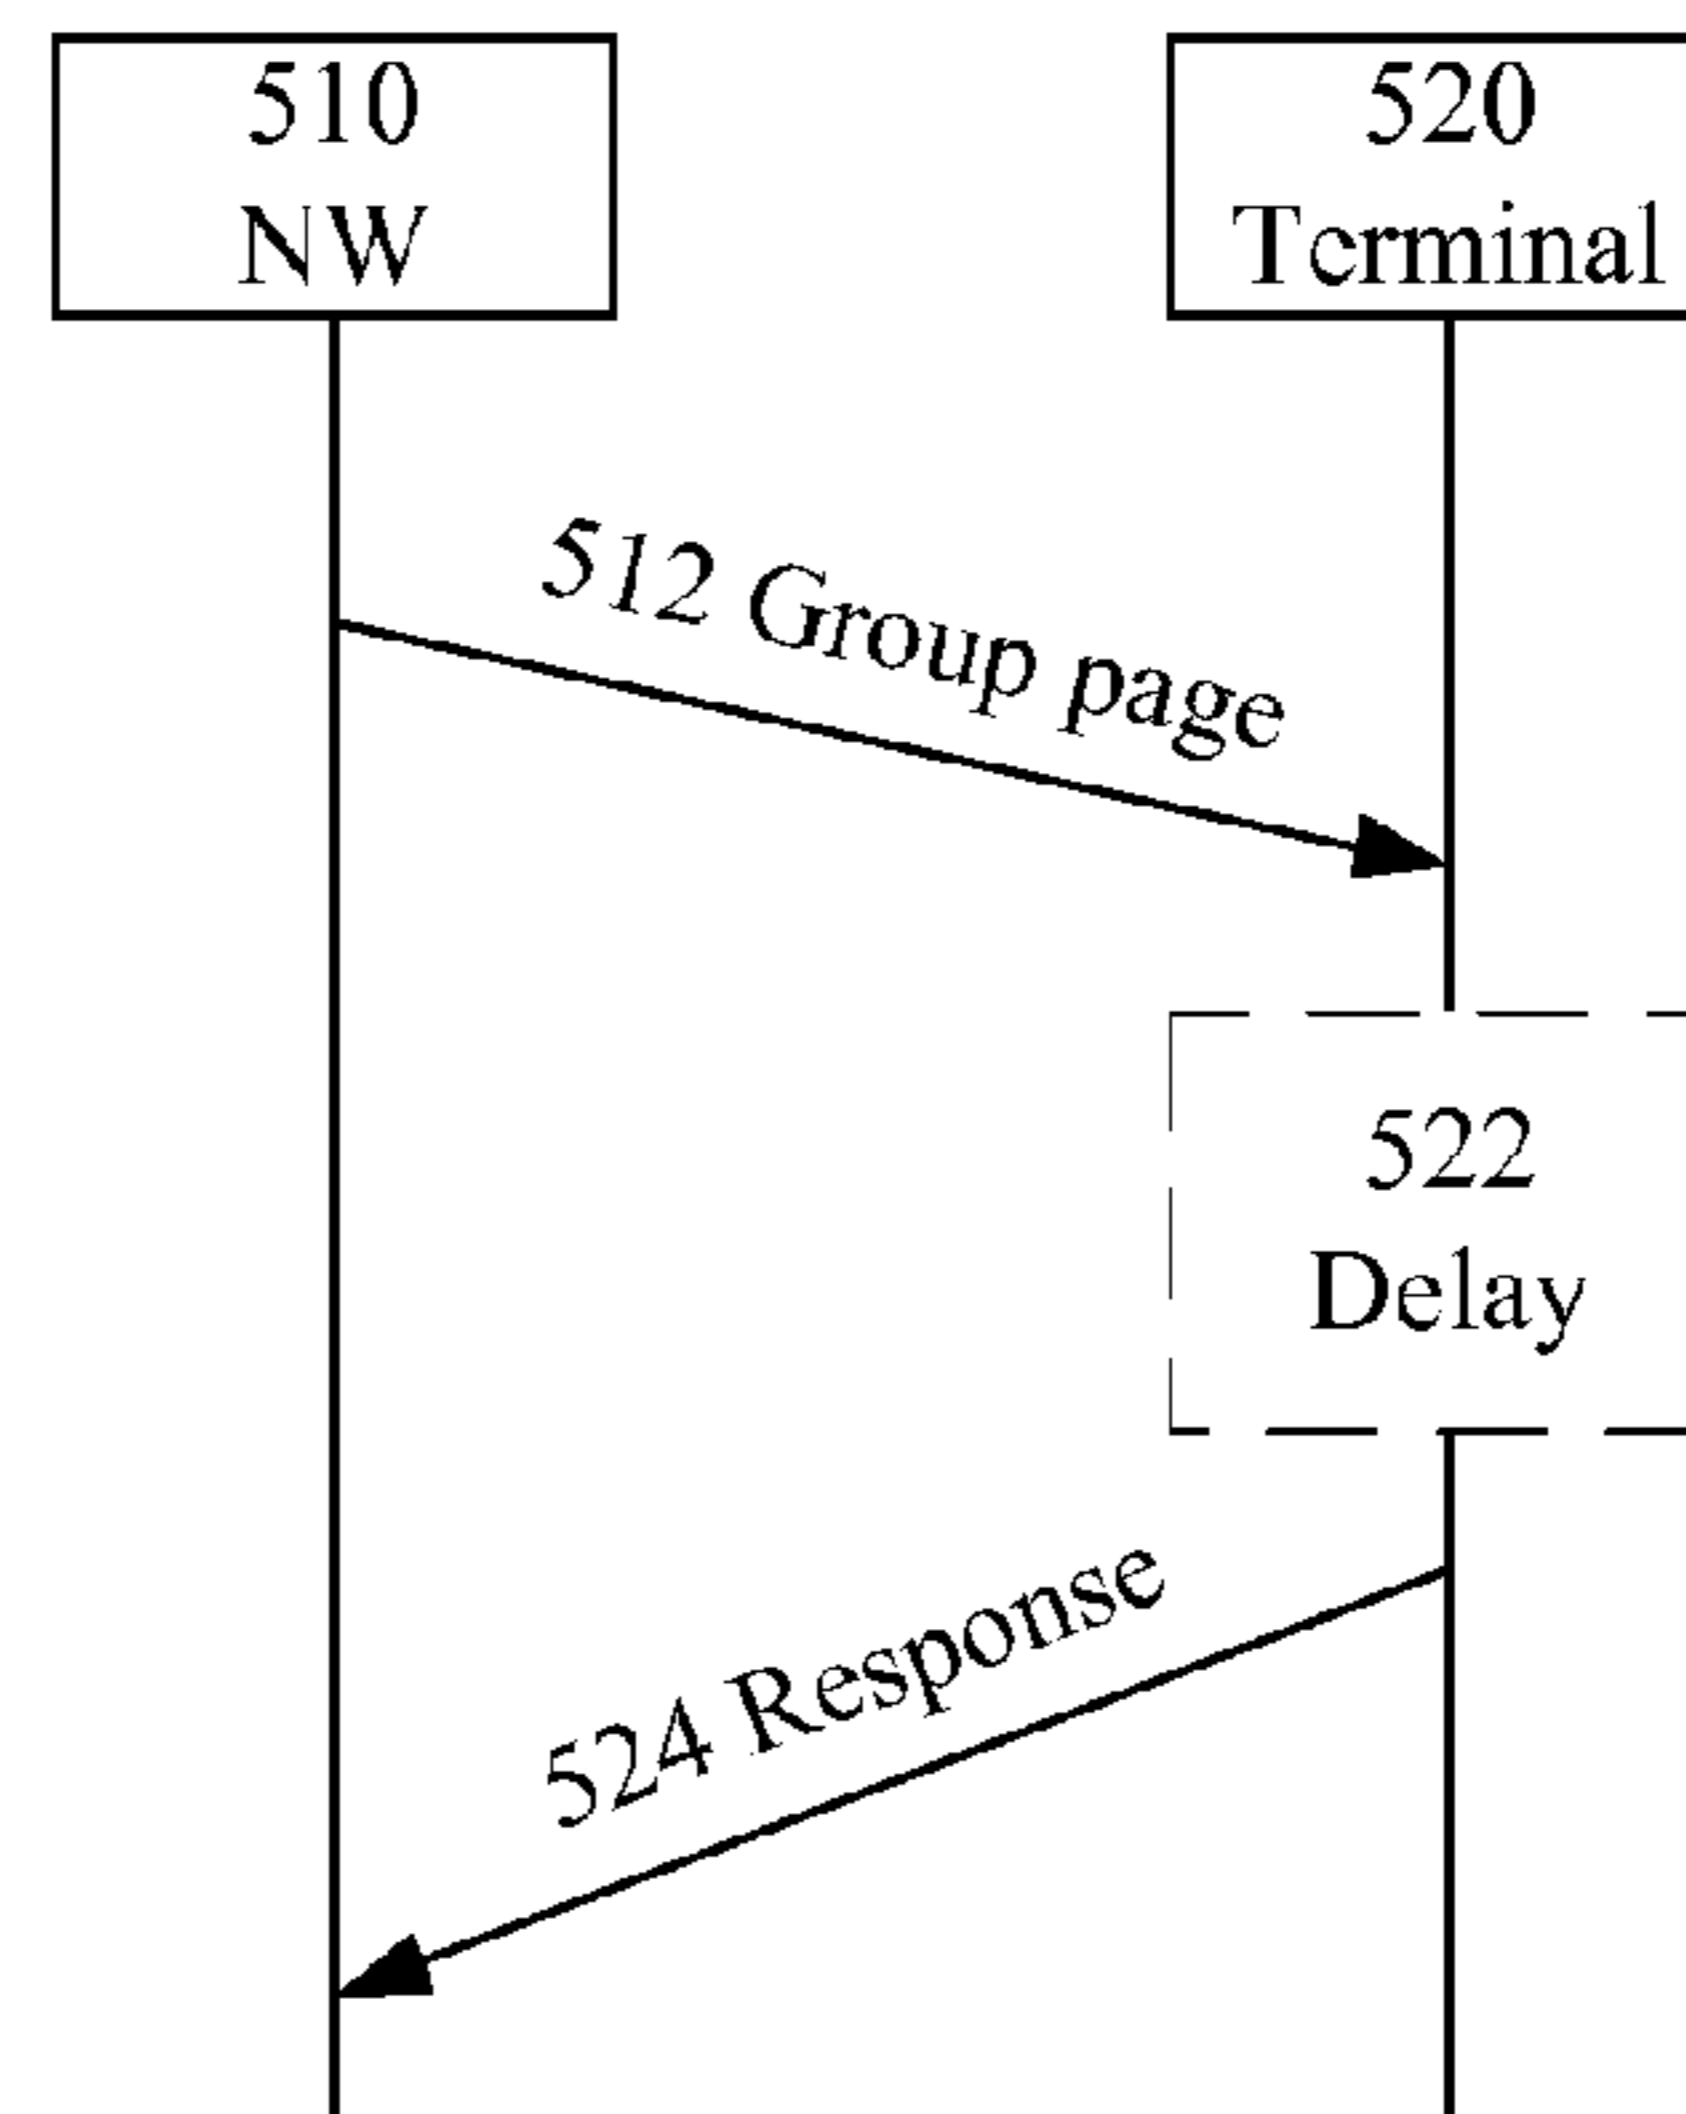 510
NW
520
Terminal
512 Group page
522
Delay
524 Response